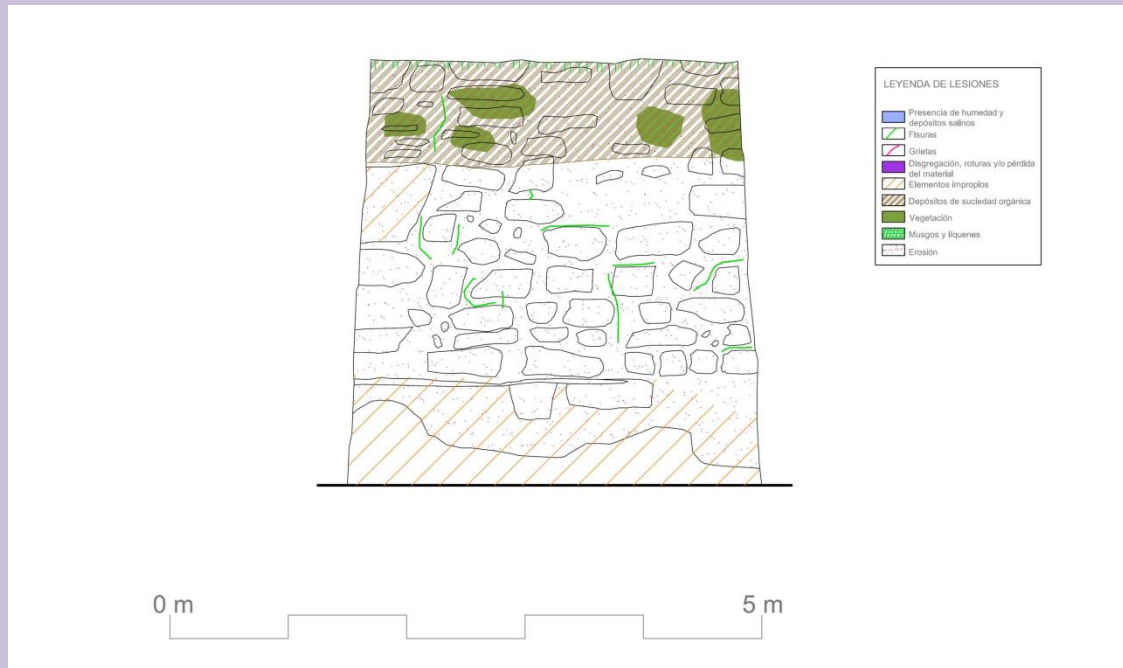 LEYENDA DE LESIONES
Presencia de humedad y
depósitos salinos
Fisuras
Grietas
Disgregación, roturas y/o pérdida
del material
Elementos impropios
Depósitos de suciedad orgánica
Vegetación
Musgos y líquenes
Erosión
0 m
5 m